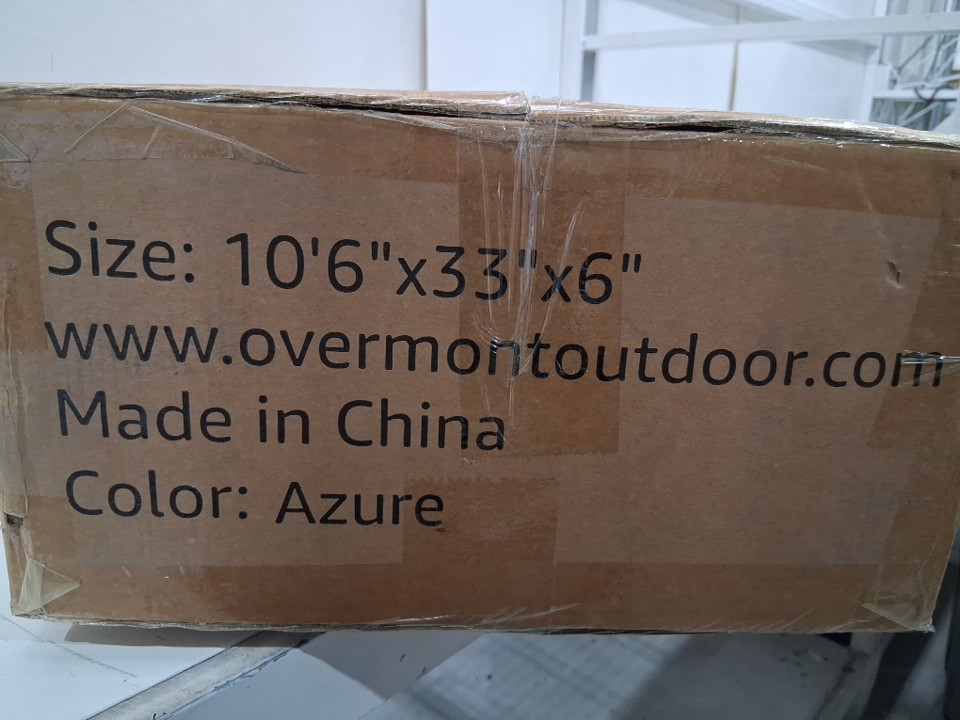 Size: 10'6"x33"x6"
www.overmontoutdoor.com
Made in China
Color: Azure